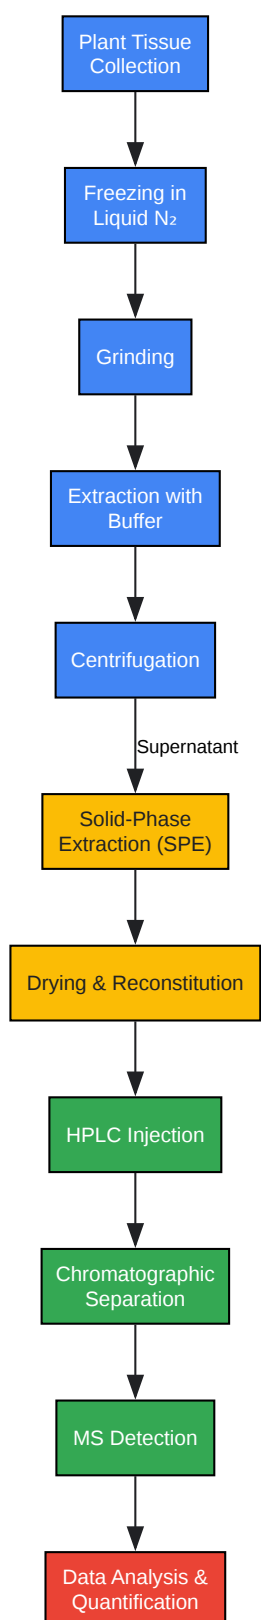 Plant Tissue
Collection
Freezing in
Liquid N₂
Grinding
Extraction with
Buffer
Centrifugation
Supernatant
Solid-Phase
Extraction (SPE)
Drying & Reconstitution
HPLC Injection
Chromatographic
Separation
MS Detection
Data Analysis &
Quantification